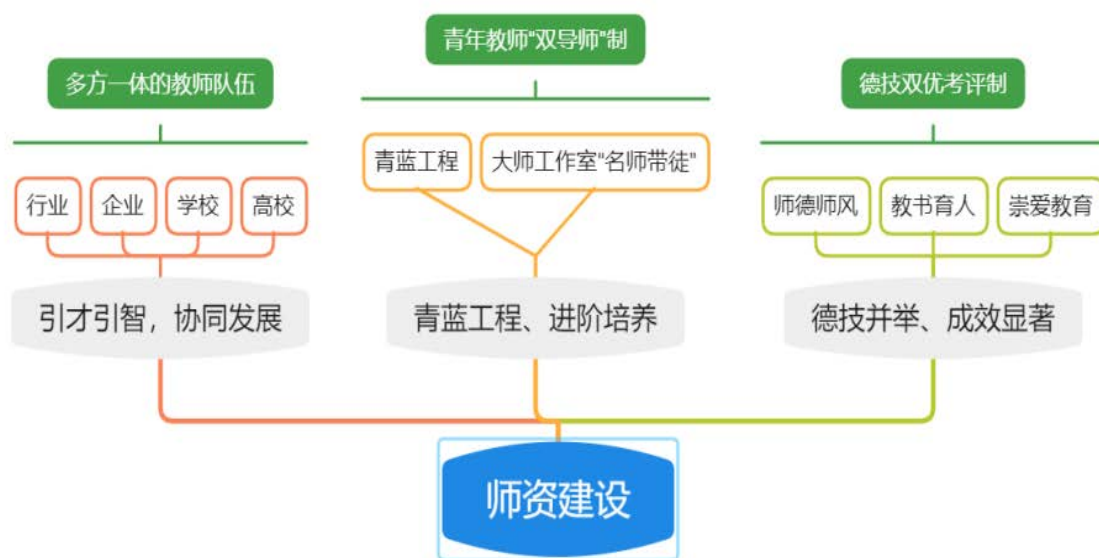 青年教师"双导师"制
多方一体的教师队伍
德技双优考评制
青蓝工程
大师工作室"名师带徒"
行业
企业
学校
高校
师德师风
教书育人
崇爱教育
引才引智，协同发展
青蓝工程、进阶培养
德技并举、成效显著
师资建设